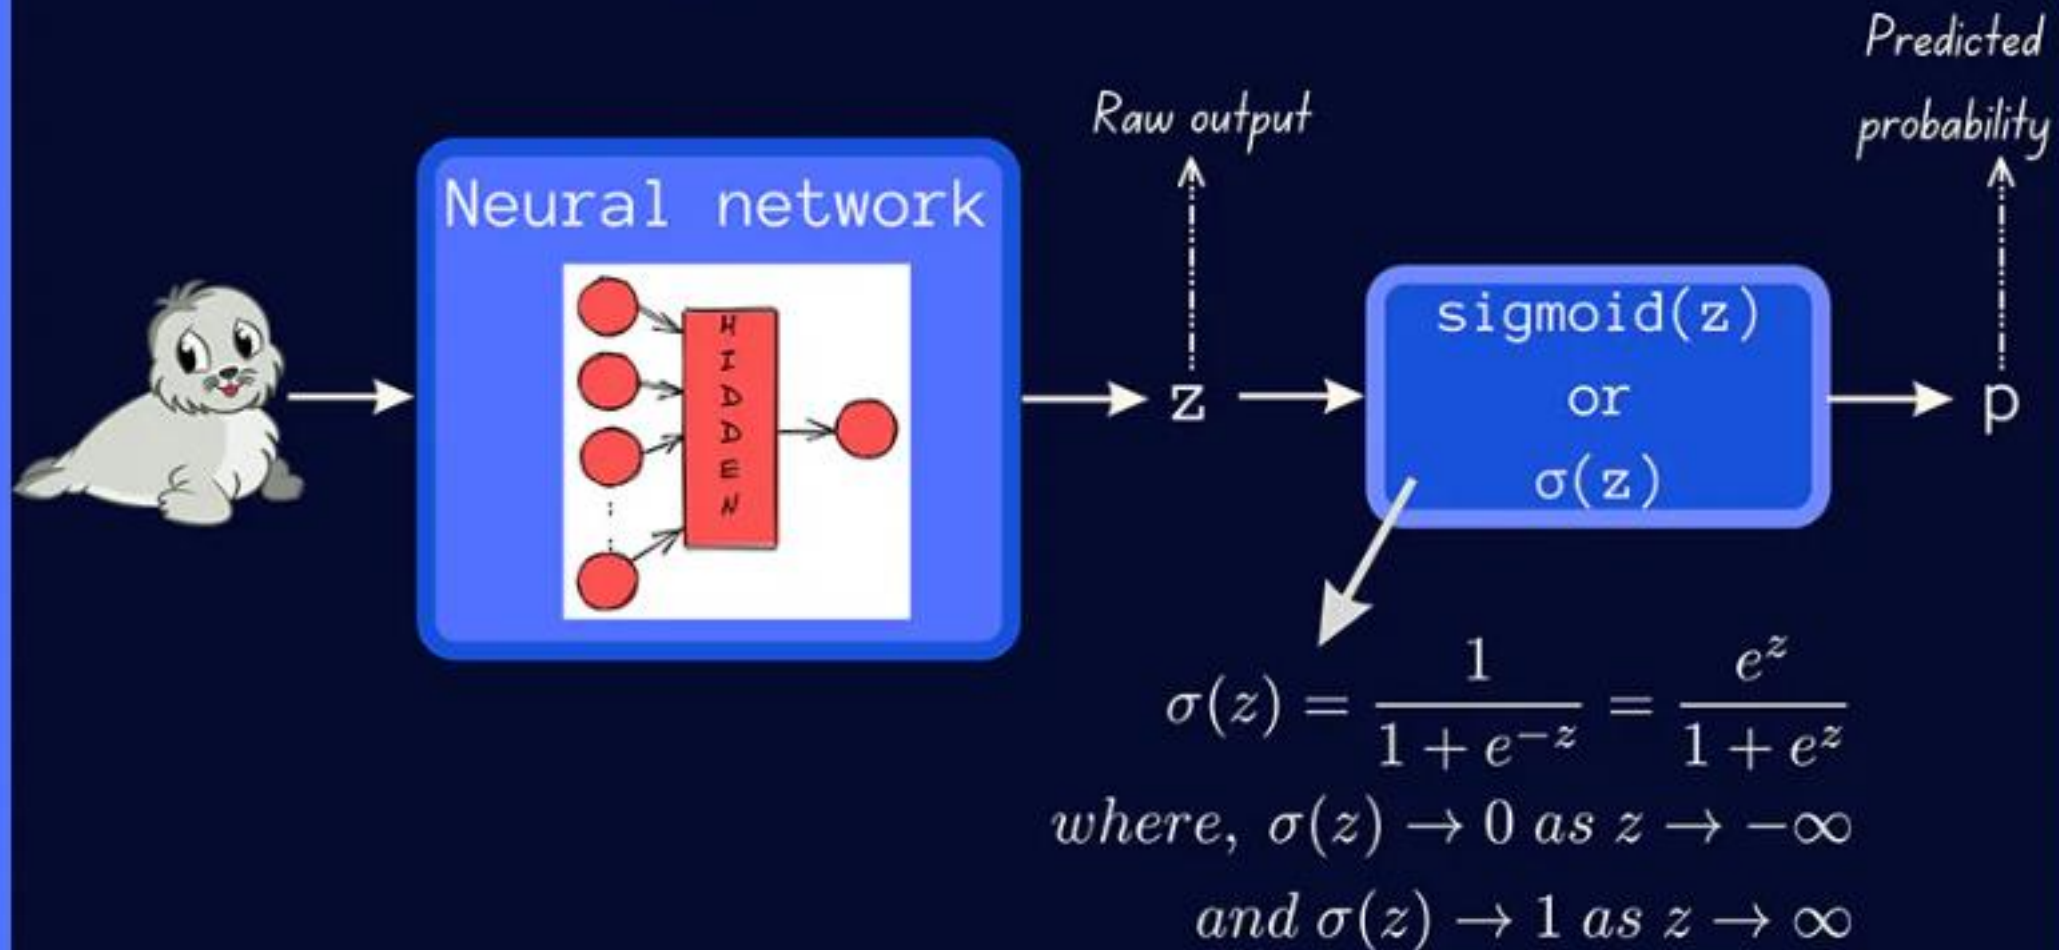 Predicted
probability
Raw output
Neural network
HIDDEN
z
sigmoid(z)
or
σ(z)
p
σ(z) = 1 / (1 + e^{-z}) = e^z / (1 + e^z)
where, σ(z) → 0 as z → −∞
and σ(z) → 1 as z → ∞